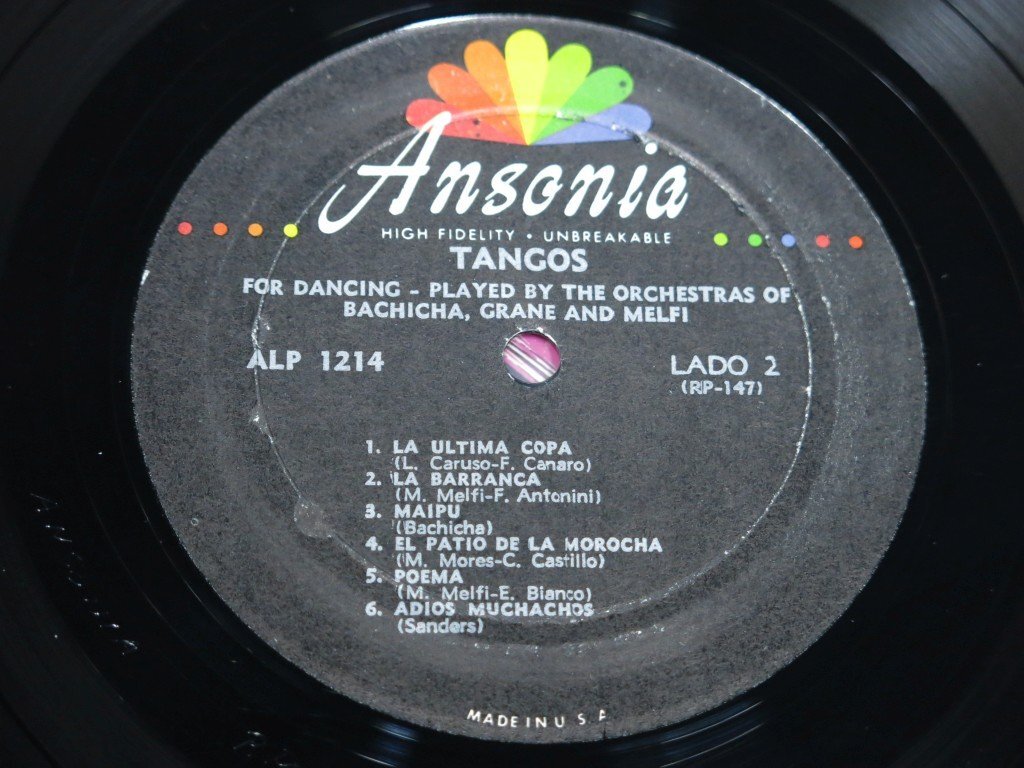 Ansonia
HIGH FIDELITY • UNBREAKABLE
TANGOS
FOR DANCING - PLAYED BY THE ORCHESTRAS OF
BACHICHA, GRANE AND MELFI
ALP 1214
LADO 2
(RP-147)
1. LA ULTIMA COPA
(L. Caruso-F. Canaro)
2. LA BARRANCA
(M. Melfi-F. Antonini)
3. MAIPU
(Bachicha)
4. EL PATIO DE LA MOROCHA
(M. Mores-C. Castillo)
5. POEMA
(M. Melfi-E. Bianco)
6. ADIOS MUCHACHOS
(Sanders)
MADE IN U S A